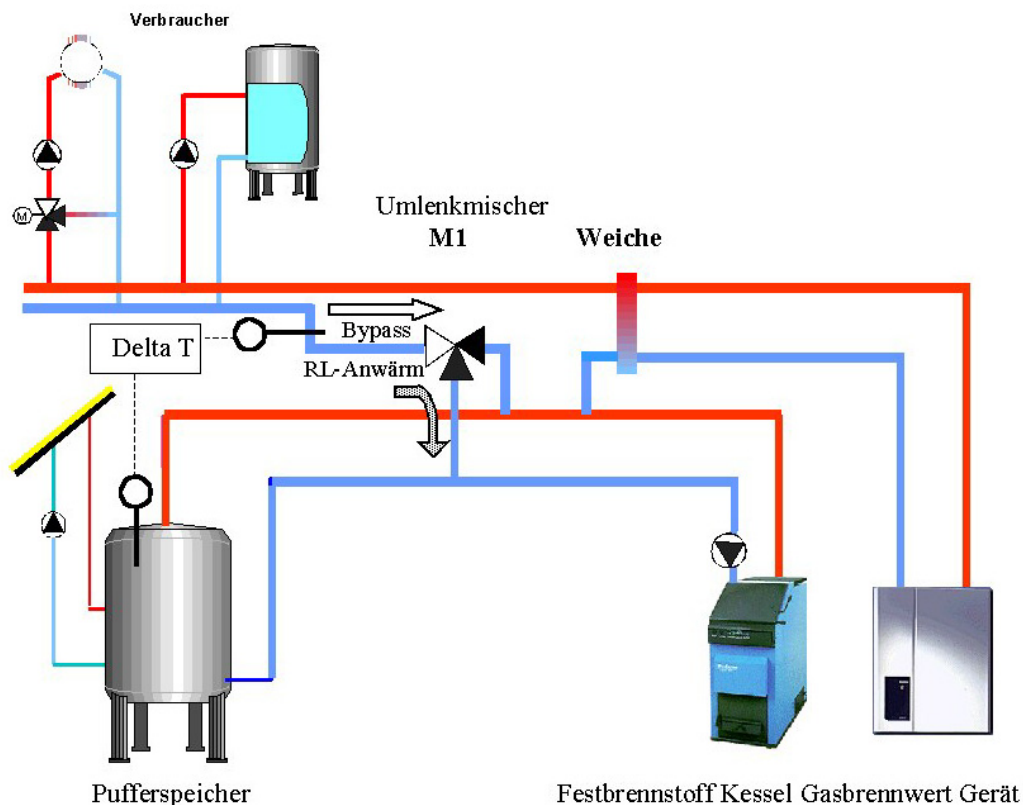 Verbraucher
M
Umlenkmischer
M1
Weiche
Bypass
Delta T
RL-Anwärm
Pufferspeicher
Festbrennstoff Kessel Gasbrennwert Gerät